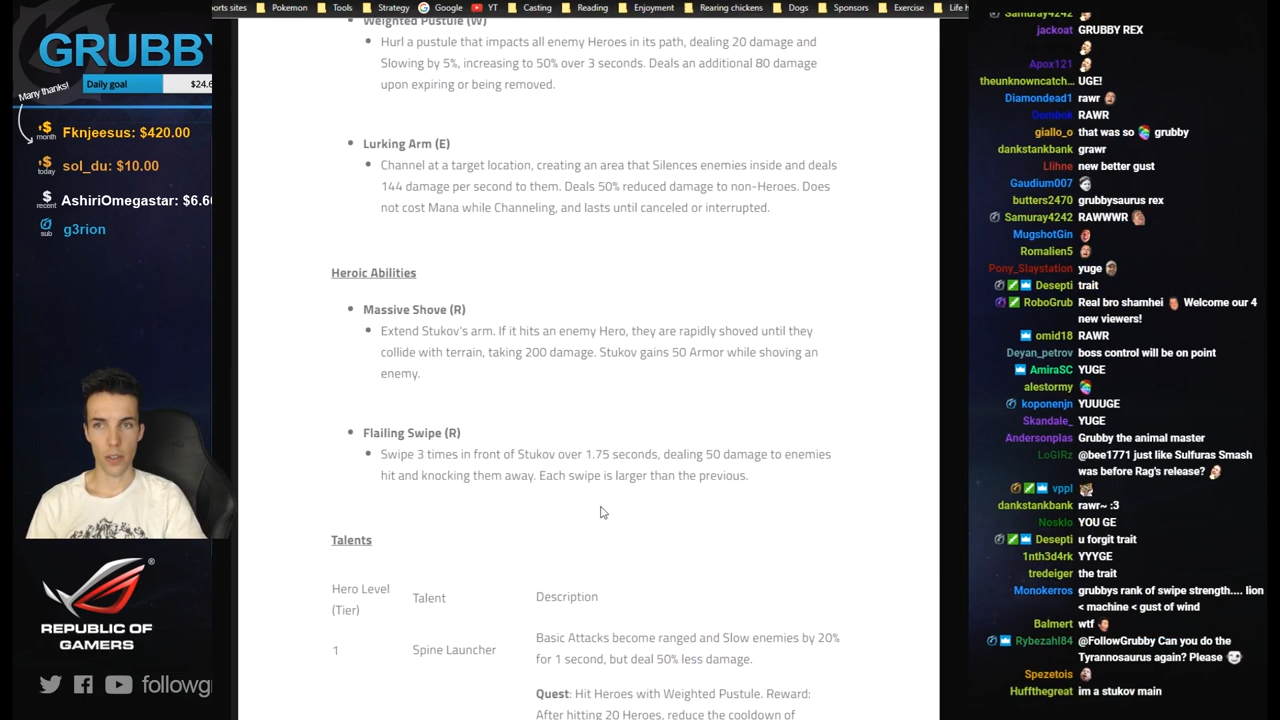 ports sites Pokemon Tools Strategy Google YT Casting Reading Enjoyment Rearing chickens Dogs Sponsors Exercise Life h
GRUBBY
Many thanks!
Daily goal $24.6
$ month Fknjeesus: $420.00
$ today sol_du: $10.00
$ recent AshiriOmegastar: $6.6
sub g3rion
REPUBLIC OF
GAMERS
®
followg
Weighted Pustule (W)
Hurl a pustule that impacts all enemy Heroes in its path, dealing 20 damage and
Slowing by 5%, increasing to 50% over 3 seconds. Deals an additional 80 damage
upon expiring or being removed.
Lurking Arm (E)
Channel at a target location, creating an area that Silences enemies inside and deals
144 damage per second to them. Deals 50% reduced damage to non-Heroes. Does
not cost Mana while Channeling, and lasts until canceled or interrupted.
Heroic Abilities
Massive Shove (R)
Extend Stukov's arm. If it hits an enemy Hero, they are rapidly shoved until they
collide with terrain, taking 200 damage. Stukov gains 50 Armor while shoving an
enemy.
Flailing Swipe (R)
Swipe 3 times in front of Stukov over 1.75 seconds, dealing 50 damage to enemies
hit and knocking them away. Each swipe is larger than the previous.
Talents
Hero Level
(Tier)
Talent
Description
1
Spine Launcher
Basic Attacks become ranged and Slow enemies by 20%
for 1 second, but deal 50% less damage.
Quest: Hit Heroes with Weighted Pustule. Reward:
After hitting 20 Heroes, reduce the cooldown of
Samuray4242
jackoat GRUBBY REX
Apox121
theunknowncatch... UGE!
Diamondead1 rawr
Dombok RAWR
giallo_o that was so grubby
dankstankbank grawr
Llihne new better gust
Gaudium007
butters2470 grubbysaurus rex
Samuray4242 RAWWWR
MugshotGin
Romalien5
Pony_Slaystation yuge
Desepti trait
RoboGrub Real bro shamhei Welcome our 4
new viewers!
omid18 RAWR
Deyan_petrov boss control will be on point
AmiraSC YUGE
alestormy
koponenjn YUUUGE
Skandale_ YUGE
Andersonplas Grubby the animal master
LoGiRz @bee1771 just like Sulfuras Smash
was before Rag's release?
vppl
dankstankbank rawr~ :3
Nosklo YOU GE
Desepti u forgit trait
1nth3d4rk YYYGE
tredeiger the trait
Monokerros grubbys rank of swipe strength.... lion
< machine < gust of wind
Balmert wtf
Rybezahl84 @FollowGrubby Can you do the
Tyrannosaurus again? Please
Spezetois
Huffthegreat im a stukov main